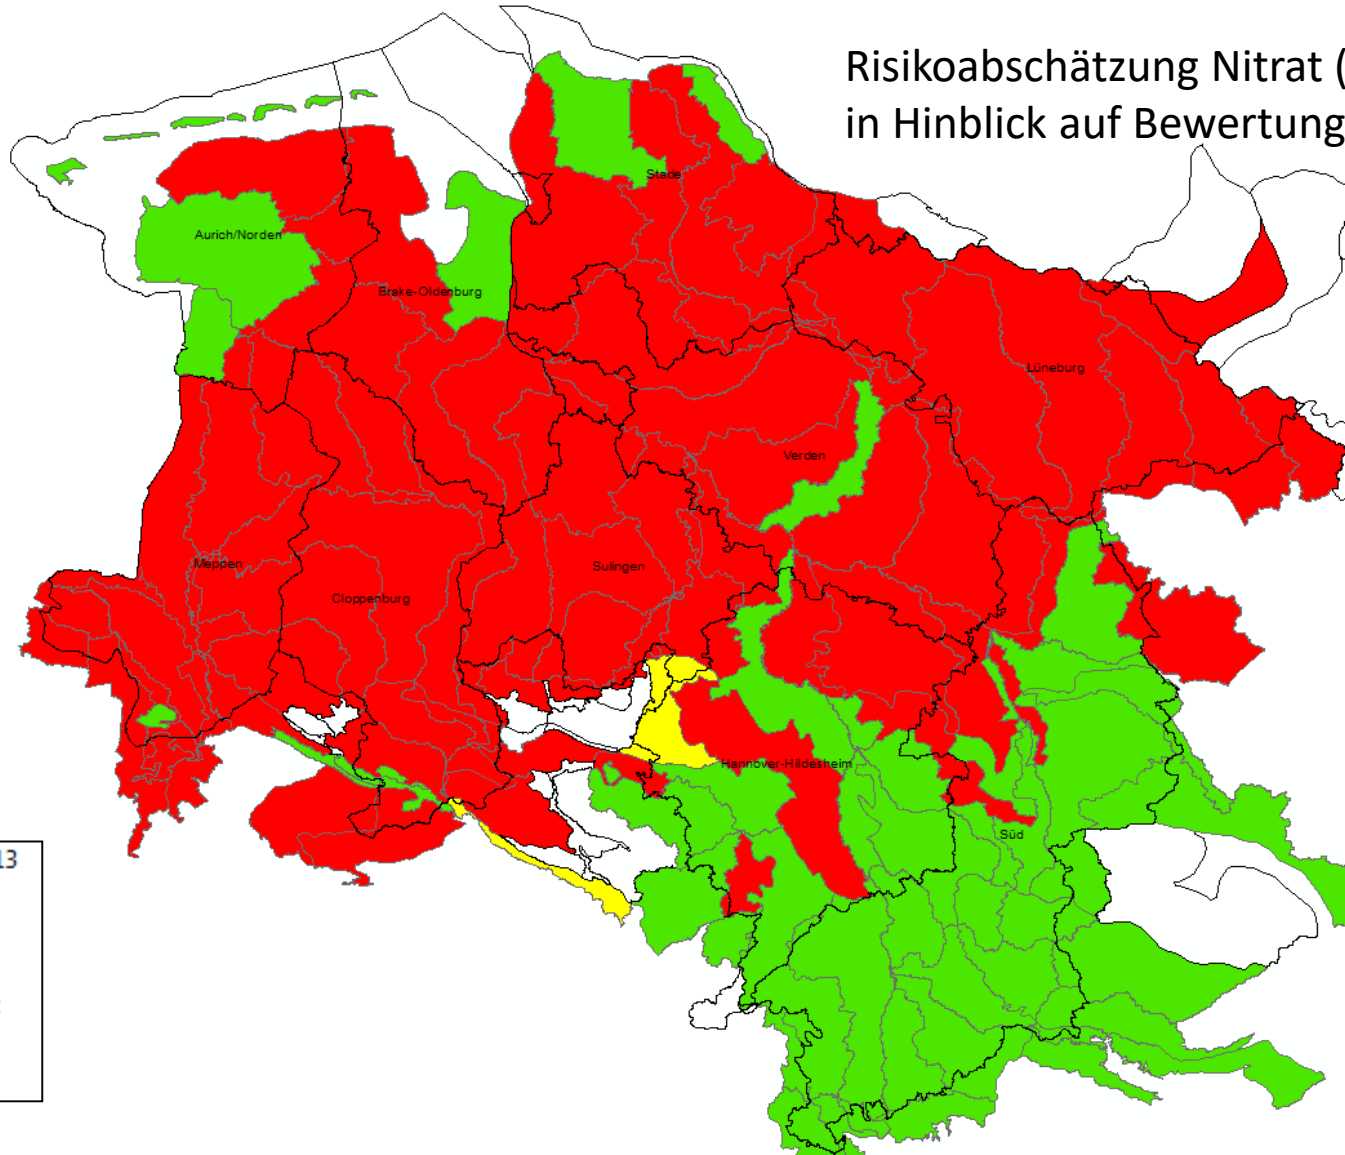 Risikoabschätzung Nitrat (
in Hinblick auf Bewertung
Stade
Aurich/Norden
Brake-Oldenburg
Lüneburg
Verden
Meppen
Sulingen
Cloppenburg
Hannover-Hildesheim
Süd
13